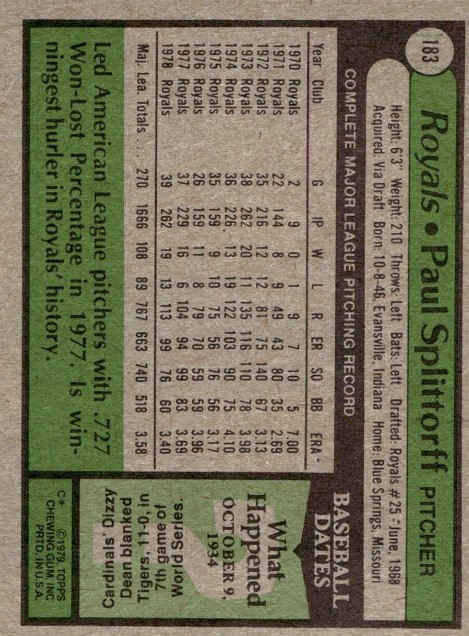 183
Royals • Paul Splittorff PITCHER
Height: 6'3" Weight: 210 Throws: Left Bats: Left Drafted: Royals #25 - June, 1968
Acquired: Via Draft Born: 10-8-46, Evansville, Indiana Home: Blue Springs, Missouri
COMPLETE MAJOR LEAGUE PITCHING RECORD
Year Club G IP W L R ER SO BB ERA
1970 Royals 2 9 0 1 9 7 10 5 7.00
1971 Royals 22 144 8 9 49 43 80 35 2.69
1972 Royals 35 216 12 12 81 75 140 67 3.13
1973 Royals 38 262 20 11 135 116 110 78 3.98
1974 Royals 36 226 13 19 122 103 90 75 4.10
1975 Royals 35 159 9 10 75 56 76 56 3.17
1976 Royals 26 159 11 8 79 70 59 59 3.96
1977 Royals 37 229 16 6 104 94 99 83 3.69
1978 Royals 39 262 19 13 113 99 76 60 3.40
Maj. Lea. Totals 270 1666 108 89 767 663 740 518 3.58
Led American League pitchers with .727
Won-Lost Percentage in 1977. Is win-
ningest hurler in Royals' history.
BASEBALL
DATES
What
Happened
OCTOBER 9,
1934
World Series.
7th game of
Tigers, 11-0, in
Dean blanked
Cardinals' Dizzy
C* ©1979, TOPPS
CHEWING GUM, INC.
PRTD. IN U.S.A.